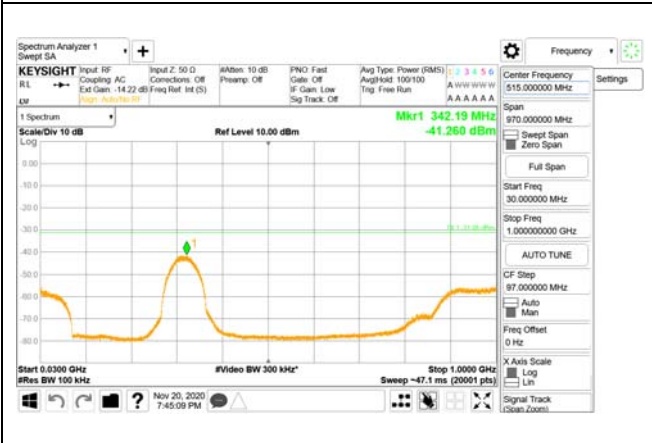 Spectrum Analyzer 1
Swept SA
+
Frequency
KEYSIGHT
RL
Input: RF
Coupling: AC
Ext Gain: -14.22 dB
Align: Auto/No RF
Input Z: 50 Ω
Corrections: Off
Freq Ref: Int (S)
#Atten: 10 dB
Preamp: Off
PNO: Fast
Gate: Off
IF Gain: Low
Sig Track: Off
Avg Type: Power (RMS)
Avg|Hold: 100/100
Trig: Free Run
1 2 3 4 5 6
A W W W W W
A A A A A A
1 Spectrum
Scale/Div 10 dB
Log
Ref Level 10.00 dBm
Mkr1 342.19 MHz
-41.260 dBm
0.00
-10.0
-20.0
-30.0
-40.0
-50.0
-60.0
-70.0
-80.0
1
Start 0.0300 GHz
#Res BW 100 kHz
#Video BW 300 kHz*
Stop 1.0000 GHz
Sweep ~47.1 ms (20001 pts)
?
Nov 20, 2020
7:45:09 PM
Center Frequency
515.000000 MHz
Settings
Span
970.000000 MHz
Swept Span
Zero Span
Full Span
Start Freq
30.000000 MHz
Stop Freq
1.000000000 GHz
AUTO TUNE
CF Step
97.000000 MHz
Auto
Man
Freq Offset
0 Hz
X Axis Scale
Log
Lin
Signal Track
(Span Zoom)